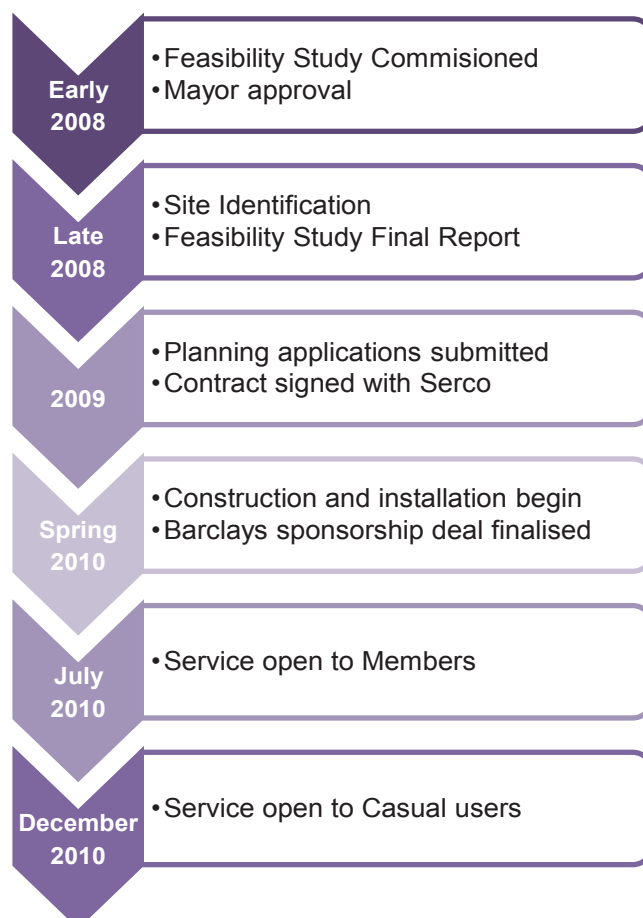 Early
2008
•Feasibility Study Commisioned
•Mayor approval
Late
2008
•Site Identification
•Feasibility Study Final Report
2009
•Planning applications submitted
•Contract signed with Serco
Spring
2010
•Construction and installation begin
•Barclays sponsorship deal finalised
July
2010
•Service open to Members
December
2010
•Service open to Casual users